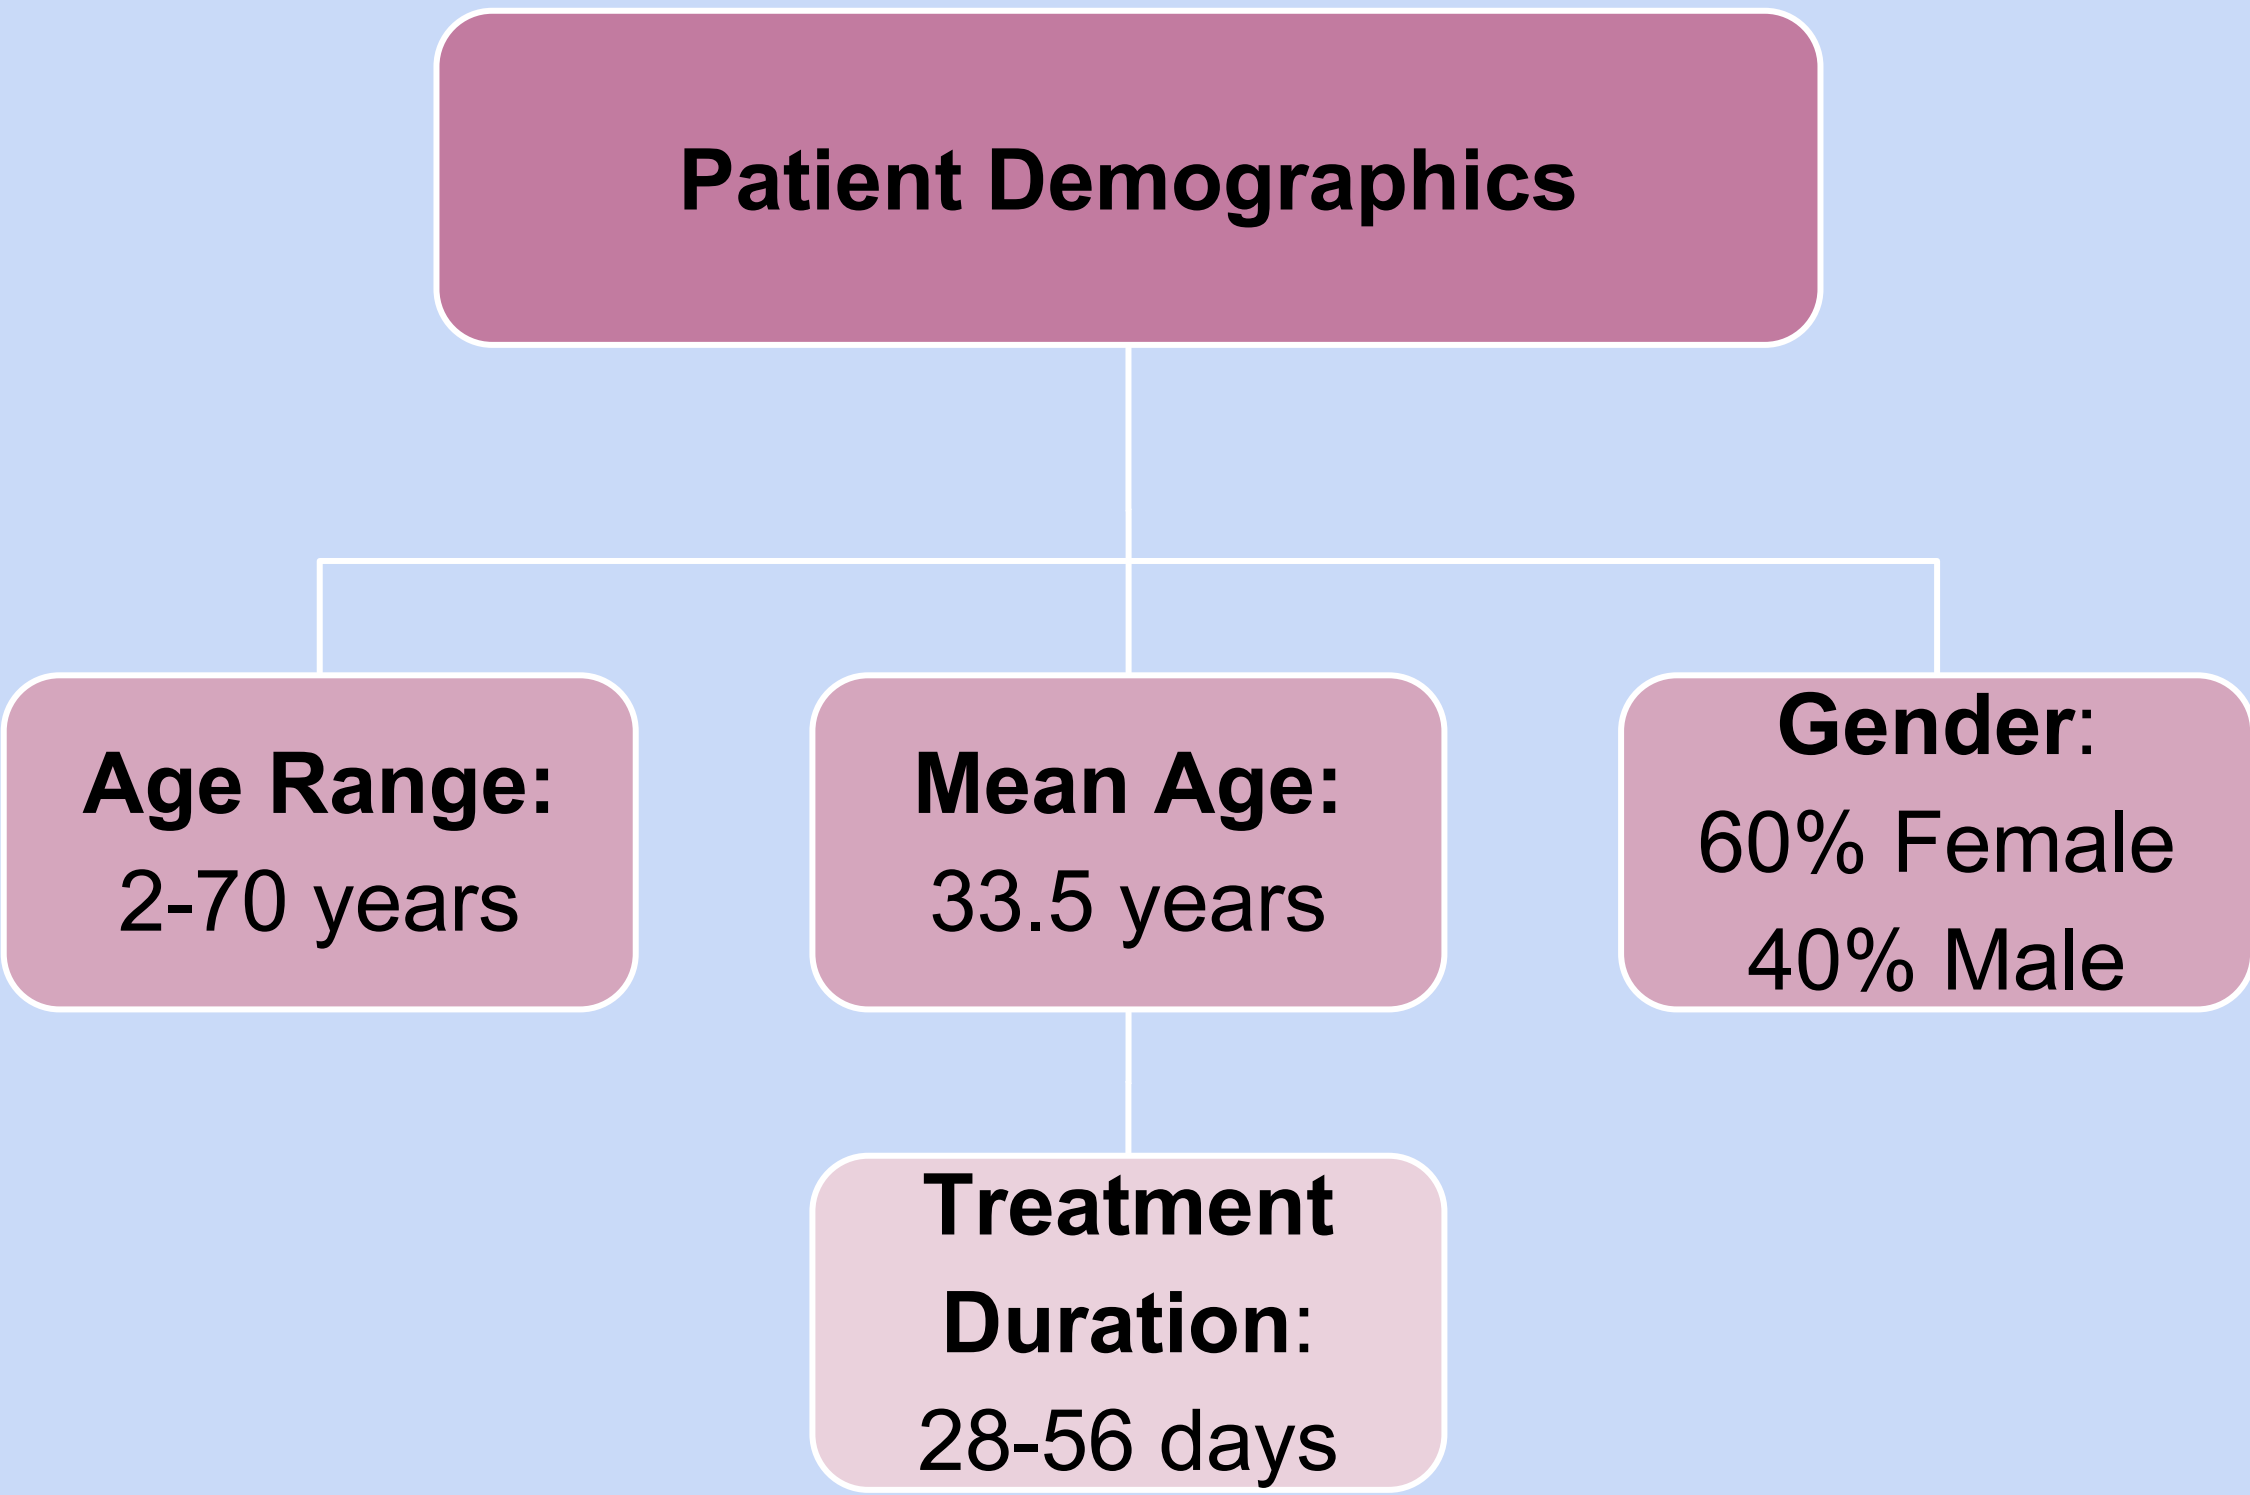 Patient Demographics
Age Range:
2-70 years
Mean Age:
33.5 years
Gender:
60% Female
40% Male
Treatment
Duration:
28-56 days